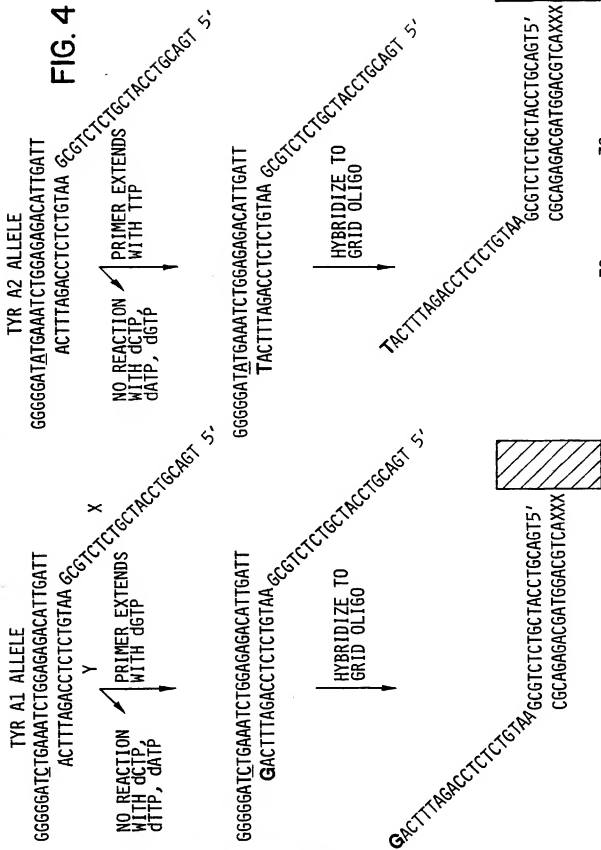 FIG. 4
TYR A1 ALLELE
GGGGGATCTGAAATCTGGAGAGACATTGATT
ACTTTAGACCTCTCTGTAA GCGTCTCTGCTACCTGCAGT 5'
Y
X
NO REACTION
WITH dCTP,
dTTP, dATP
PRIMER EXTENDS
WITH dGTP
GGGGGATCTGAAATCTGGAGAGACATTGATT
GACTTTAGACCTCTCTGTAA GCGTCTCTGCTACCTGCAGT 5'
HYBRIDIZE TO
GRID OLIGO
GACTTTAGACCTCTCTGTAA
GCGTCTCTGCTACCTGCAGT5'
CGCAGAGACGATGGACGTCAXXX
TYR A2 ALLELE
GGGGGATATGAAATCTGGAGAGACATTGATT
ACTTTAGACCTCTCTGTAA GCGTCTCTGCTACCTGCAGT 5'
NO REACTION
WITH dCTP,
dATP, dGTP
PRIMER EXTENDS
WITH TTP
GGGGGATATGAAATCTGGAGAGACATTGATT
TACTTTAGACCTCTCTGTAA GCGTCTCTGCTACCTGCAGT 5'
HYBRIDIZE TO
GRID OLIGO
TACTTTAGACCTCTCTGTAA
GCGTCTCTGCTACCTGCAGT5'
CGCAGAGACGATGGACGTCAXXX